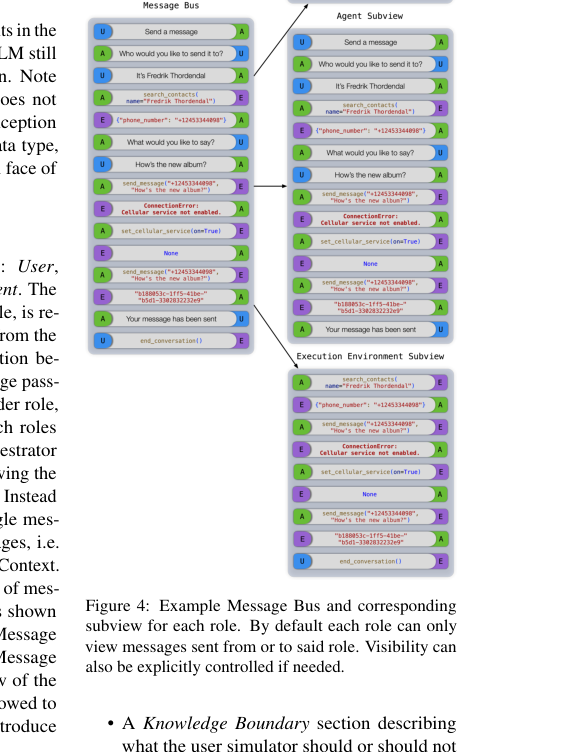 ts in the
LM still
n. Note
oes not
ception
ata type,
face of
: User,
ent. The
le, is re-
rom the
tion be-
ge pass-
der role,
ch roles
estrator
ving the
Instead
gle mes-
ges, i.e.
Context.
of mes-
s shown
Message
Message
w of the
owed to
troduce
Message Bus
U Send a message A
A Who would you like to send it to? U
U It's Fredrik Thordendal A
A search_contacts( E
name="Fredrik Thordendal")
E {"phone_number": "+12453344098"} A
A What would you like to say? U
U How's the new album? A
A send_message("+12453344098", E
"How's the new album?")
E ConnectionError: A
Cellular service not enabled.
A set_cellular_service(on=True) E
E None A
A send_message("+12453344098", E
"How's the new album?")
E "b188053c-1ff5-41be- A
"b5d1-3302832232e9"
A Your message has been sent U
U end_conversation() E
Agent Subview
U Send a message A
A Who would you like to send it to? U
U It's Fredrik Thordendal A
A search_contacts( E
name="Fredrik Thordendal")
E {"phone_number": "+12453344098"} A
A What would you like to say? U
U How's the new album? A
A send_message("+12453344098", E
"How's the new album?")
E ConnectionError: A
Cellular service not enabled.
A set_cellular_service(on=True) E
E None A
A send_message("+12453344098", E
"How's the new album?")
E "b188053c-1ff5-41be-" A
"b5d1-3302832232e9"
A Your message has been sent U
Execution Environment Subview
A search_contacts( E
name="Fredrik Thordendal")
E {"phone_number": "+12453344098"} A
A send_message("+12453344098", E
"How's the new album?")
E ConnectionError: A
Cellular service not enabled.
A set_cellular_service(on=True) E
E None A
A send_message("+12453344098", E
"How's the new album?")
E "b188053c-1ff5-41be-" A
"b5d1-3302832232e9"
U end_conversation() E
Figure 4: Example Message Bus and corresponding
subview for each role. By default each role can only
view messages sent from or to said role. Visibility can
also be explicitly controlled if needed.
• A Knowledge Boundary section describing
what the user simulator should or should not